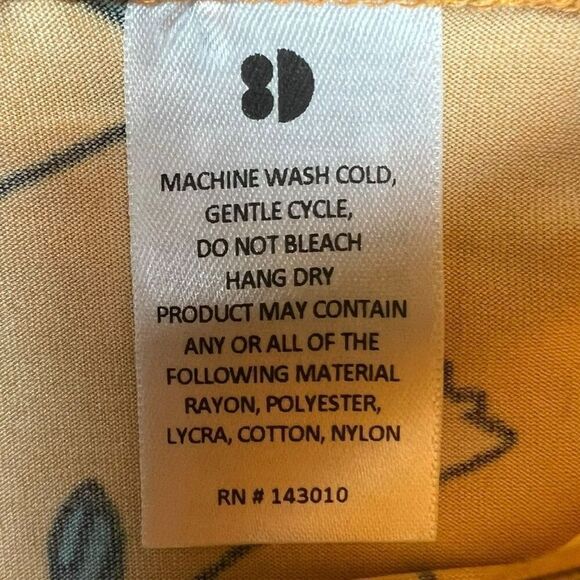 8D
MACHINE WASH COLD,
GENTLE CYCLE,
DO NOT BLEACH
HANG DRY
PRODUCT MAY CONTAIN
ANY OR ALL OF THE
FOLLOWING MATERIAL
RAYON, POLYESTER,
LYCRA, COTTON, NYLON
RN # 143010